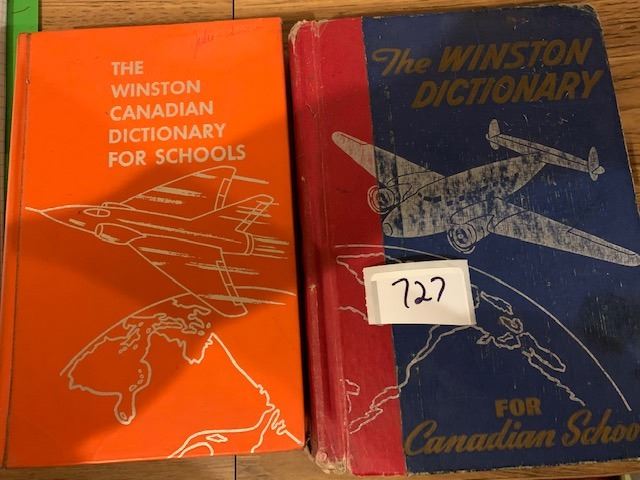 THE
WINSTON
CANADIAN
DICTIONARY
FOR SCHOOLS
The WINSTON
DICTIONARY
727
FOR
Canadian Schoo